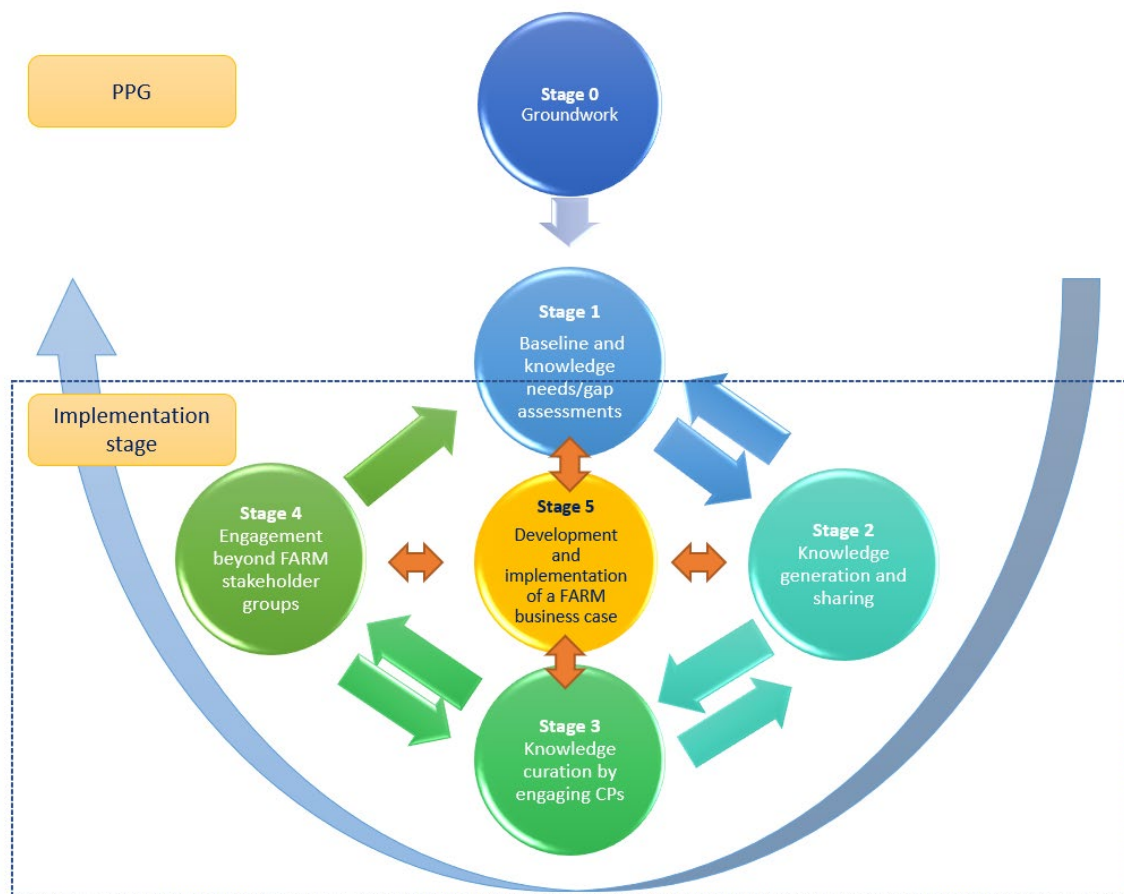 PPG
Stage 0
Groundwork
Stage 1
Baseline and
knowledge
needs/gap
assessments
Implementation
stage
Stage 4
Engagement
beyond FARM
stakeholder
groups
Stage 5
Development
and
implementation
of a FARM
business case
Stage 2
Knowledge
generation and
sharing
Stage 3
Knowledge
curation by
engaging CPs